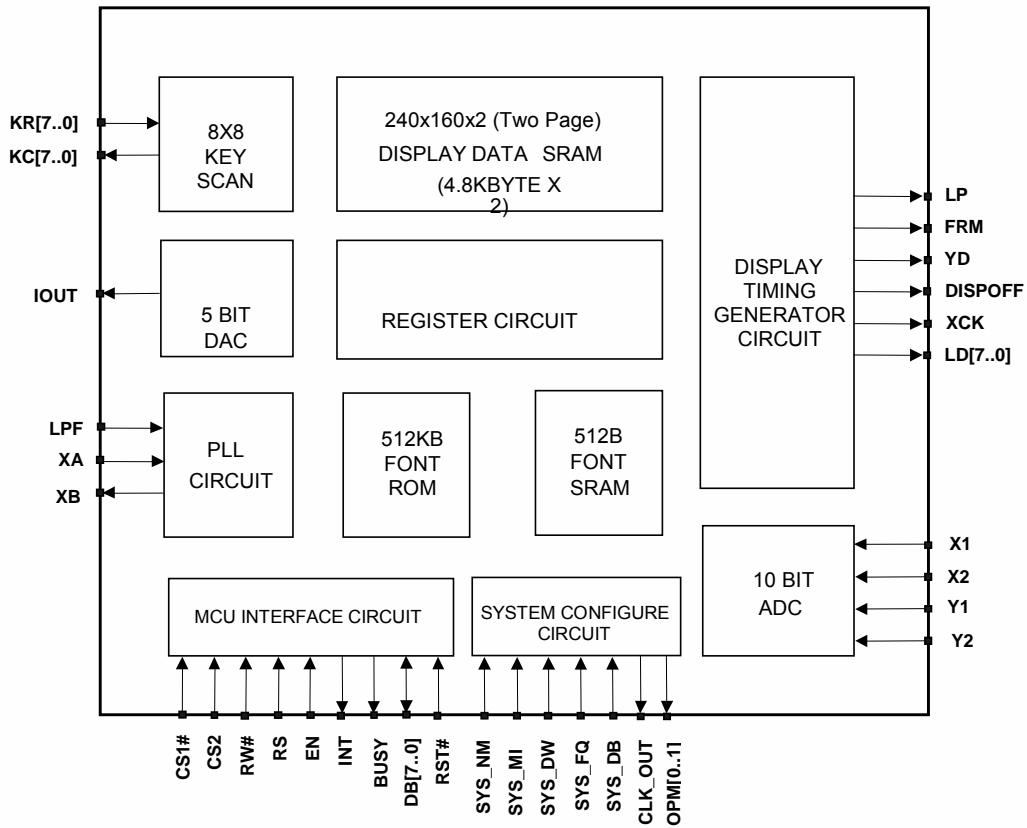 KR[7..0]
KC[7..0]
8X8
KEY
SCAN
240x160x2 (Two Page)
DISPLAY DATA SRAM
(4.8KBYTE X
2)
IOUT
5 BIT
DAC
REGISTER CIRCUIT
DISPLAY
TIMING
GENERATOR
CIRCUIT
LP
FRM
YD
DISPOFF
XCK
LD[7..0]
LPF
XA
XB
PLL
CIRCUIT
512KB
FONT
ROM
512B
FONT
SRAM
10 BIT
ADC
X1
X2
Y1
Y2
MCU INTERFACE CIRCUIT
SYSTEM CONFIGURE
CIRCUIT
CS1#
CS2
RW#
RS
EN
INT
BUSY
DB[7..0]
RST#
SYS_NM
SYS_MI
SYS_DW
SYS_FQ
SYS_DB
CLK_OUT
OPM[0..1]